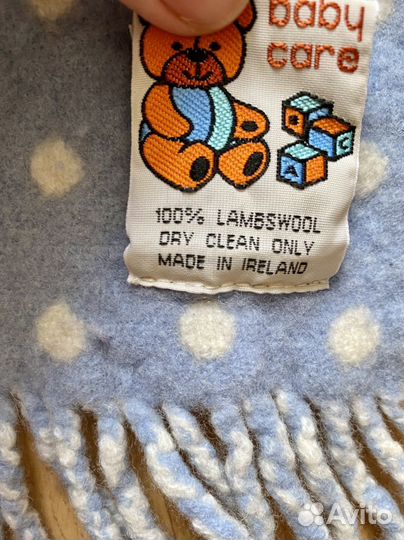 baby
care
B
C
A
100% LAMBSWOOL
DRY CLEAN ONLY
MADE IN IRELAND
Avito